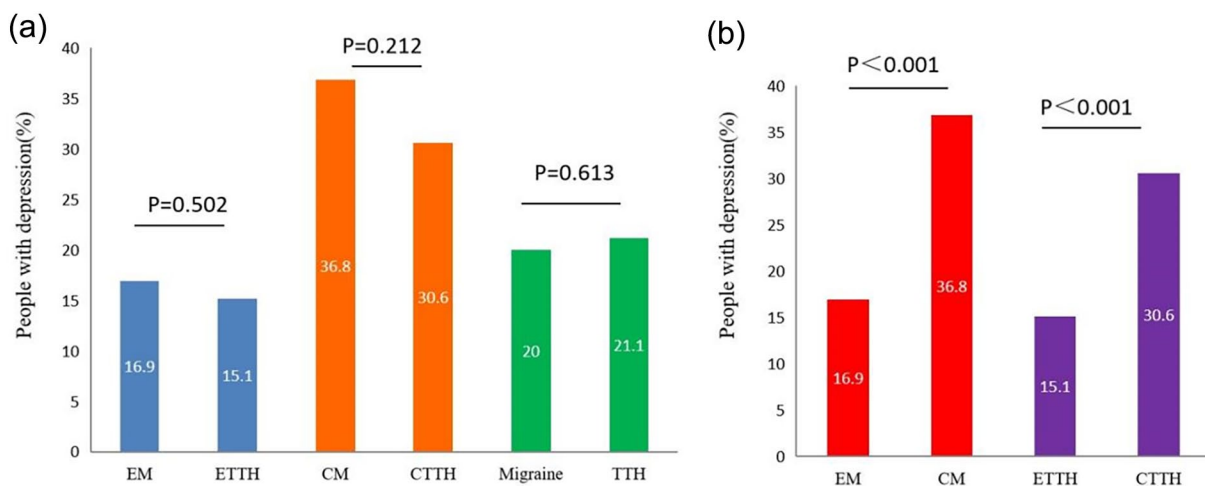 (a)
People with depression(%)
40
35
30
25
20
15
10
5
0
P=0.502
P=0.212
P=0.613
16.9
15.1
36.8
30.6
20
21.1
EM ETTH CM CTTH Migraine TTH
(b)
People with depression(%)
40
35
30
25
20
15
10
5
0
P<0.001
P<0.001
16.9
36.8
15.1
30.6
EM CM ETTH CTTH